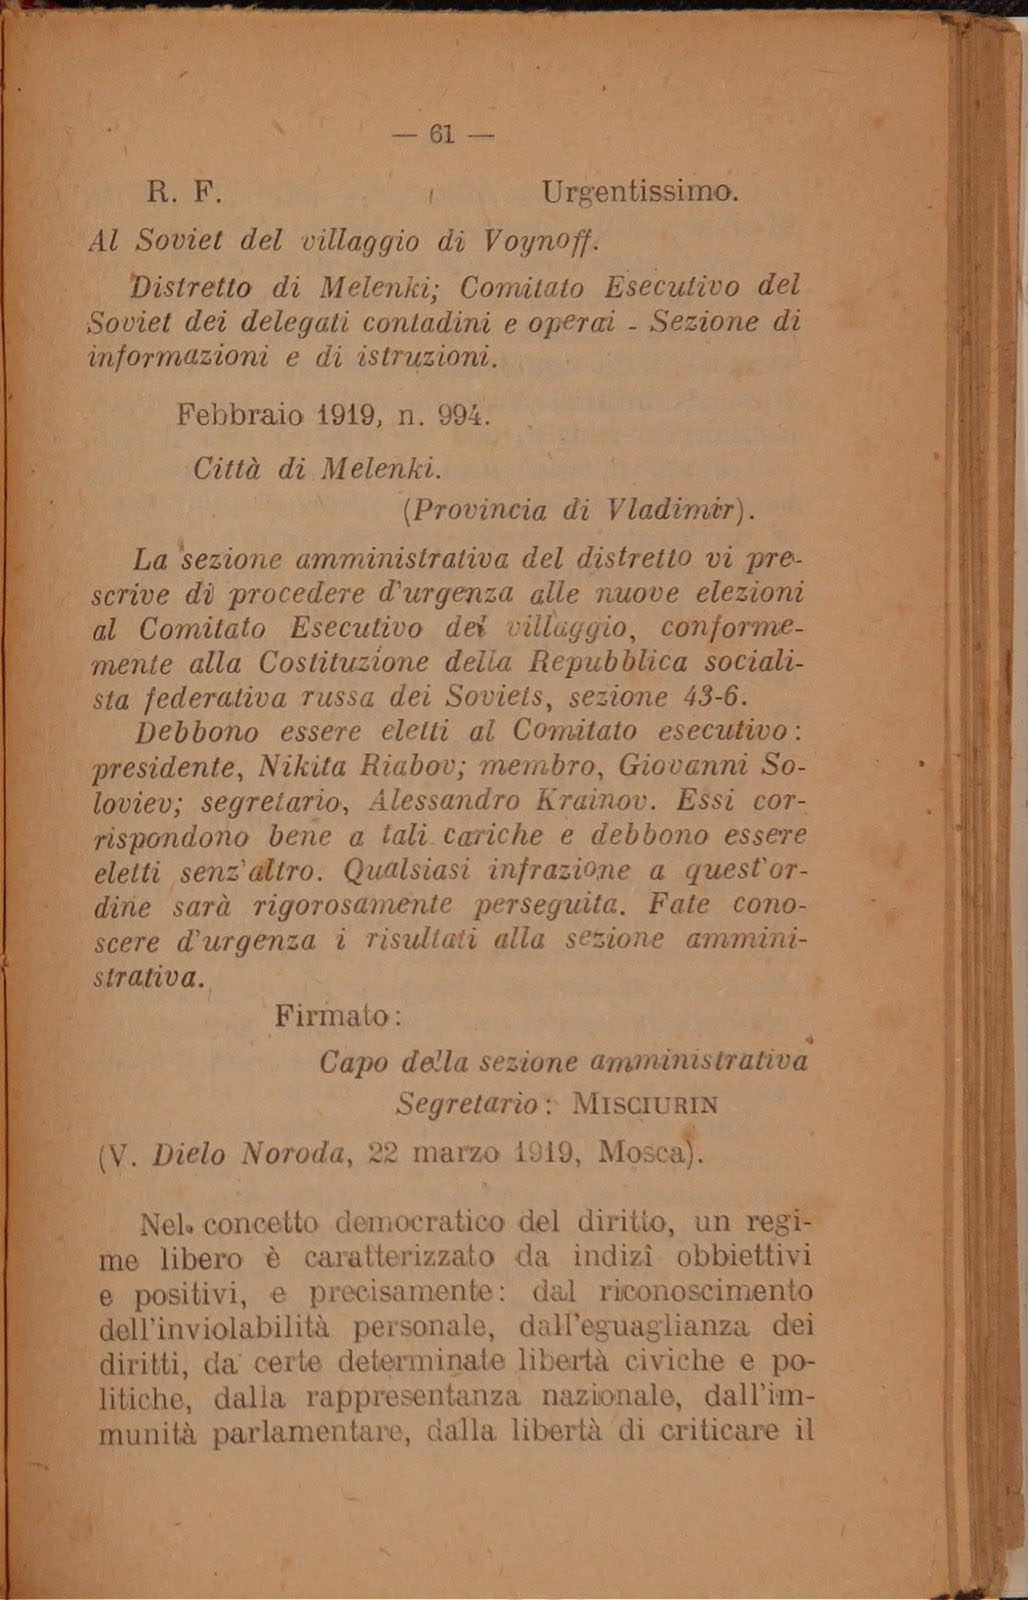 — 61 —
R. F. Urgentissimo.
Al Soviet del villaggio di Voynoff.
Distretto di Melenki; Comitato Esecutivo del
Soviet dei delegati contadini e operai - Sezione di
informazioni e di istruzioni.
Febbraio 1919, n. 994.
Città di Melenki.
(Provincia di Vladimir).
La sezione amministrativa del distretto vi pre-
scrive di procedere d'urgenza alle nuove elezioni
al Comitato Esecutivo del villaggio, conforme-
mente alla Costituzione della Repubblica sociali-
sta federativa russa dei Soviets, sezione 43-6.
Debbono essere eletti al Comitato esecutivo:
presidente, Nikita Riabov; membro, Giovanni So-
loviev; segretario, Alessandro Krainov. Essi cor-
rispondono bene a tali cariche e debbono essere
eletti senz'altro. Qualsiasi infrazione a quest'or-
dine sarà rigorosamente perseguita. Fate cono-
scere d'urgenza i risultati alla sezione ammini-
strativa.
Firmato:
Capo della sezione amministrativa
Segretario: MISCIURIN
(V. Dielo Noroda, 22 marzo 1919, Mosca).
Nel concetto democratico del diritto, un regi-
me libero è caratterizzato da indizî obbiettivi
e positivi, e precisamente: dal riconoscimento
dell'inviolabilità personale, dall'eguaglianza dei
diritti, da certe determinate libertà civiche e po-
litiche, dalla rappresentanza nazionale, dall'im-
munità parlamentare, dalla libertà di criticare il